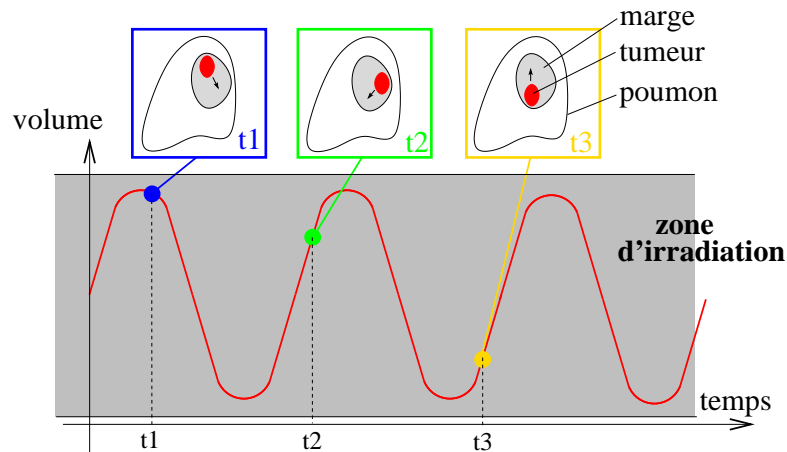 marge
tumeur
poumon
volume
t1
t2
t3
zone
d'irradiation
temps
t1
t2
t3